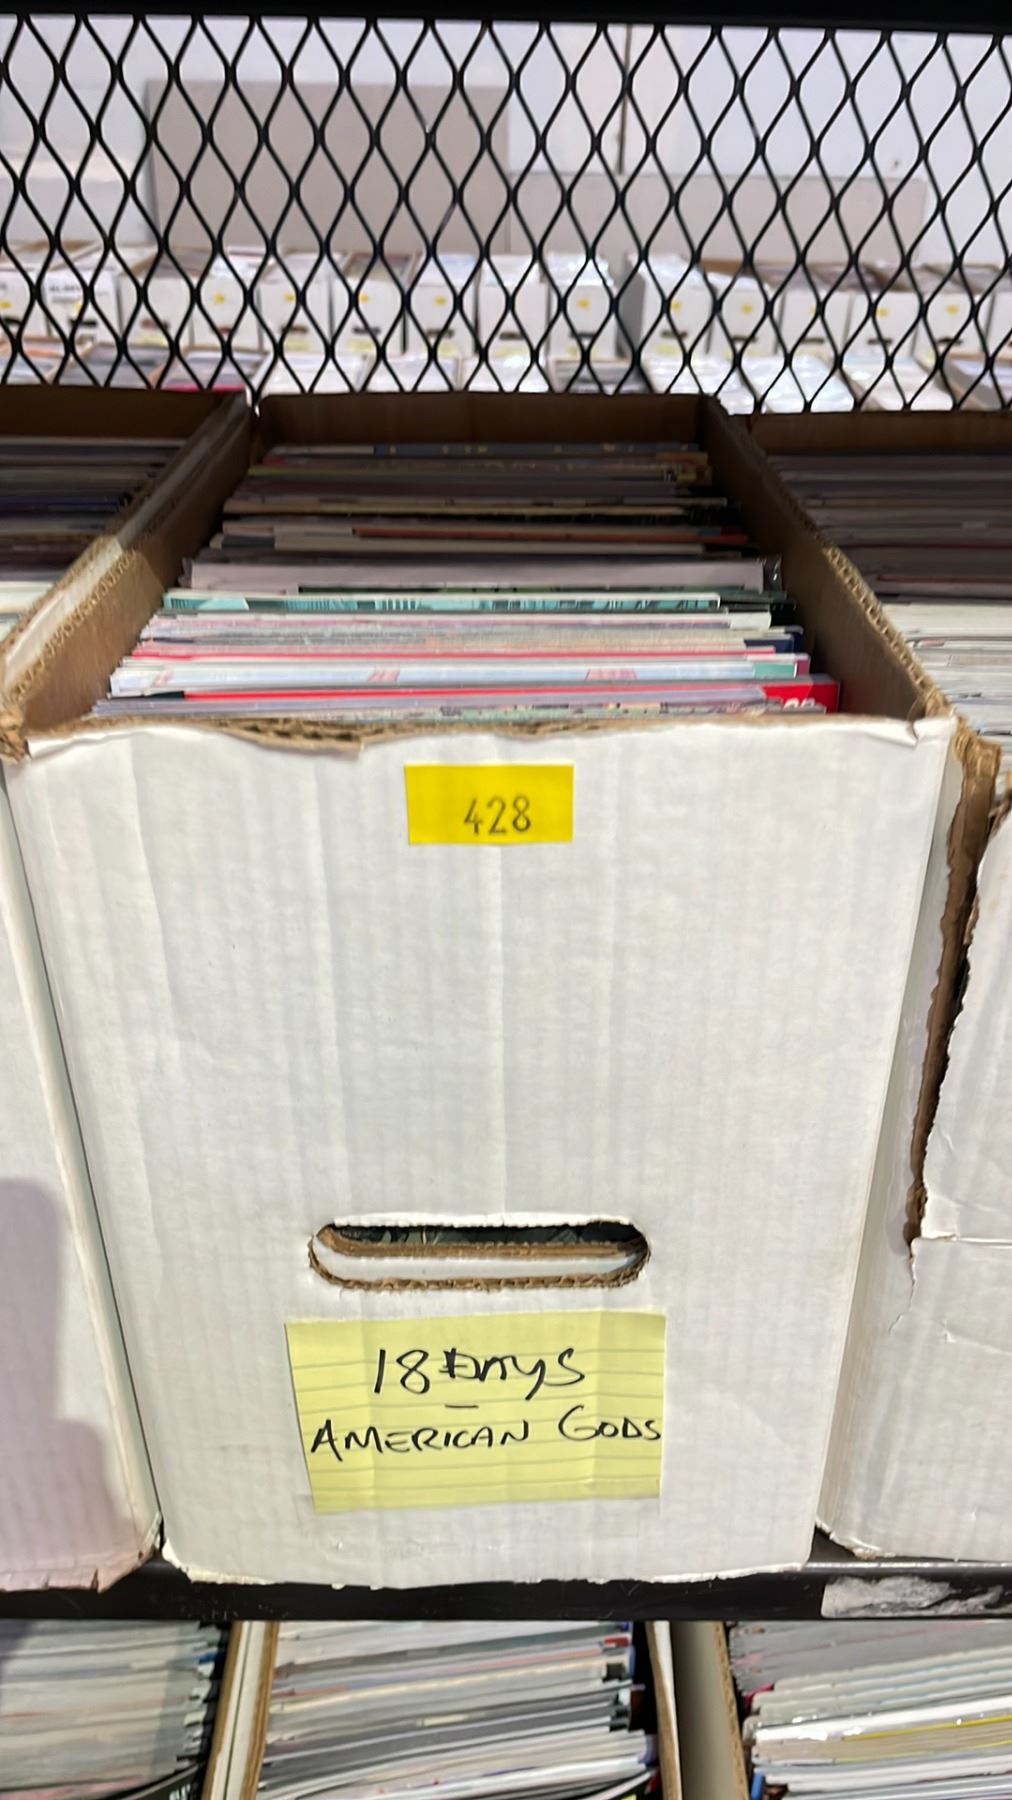 428
18 DAYS
–
AMERICAN GODS